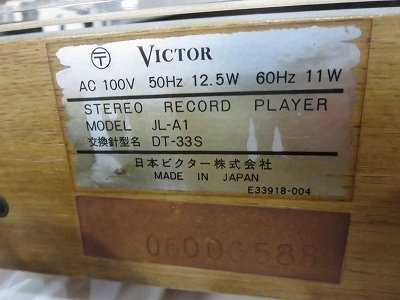 〒 VICTOR
AC 100V 50Hz 12.5W 60Hz 11W
STEREO RECORD PLAYER
MODEL JL-A1
交換針型名 DT-33S
日本ビクター株式会社
MADE IN JAPAN
E33918-004
00006588